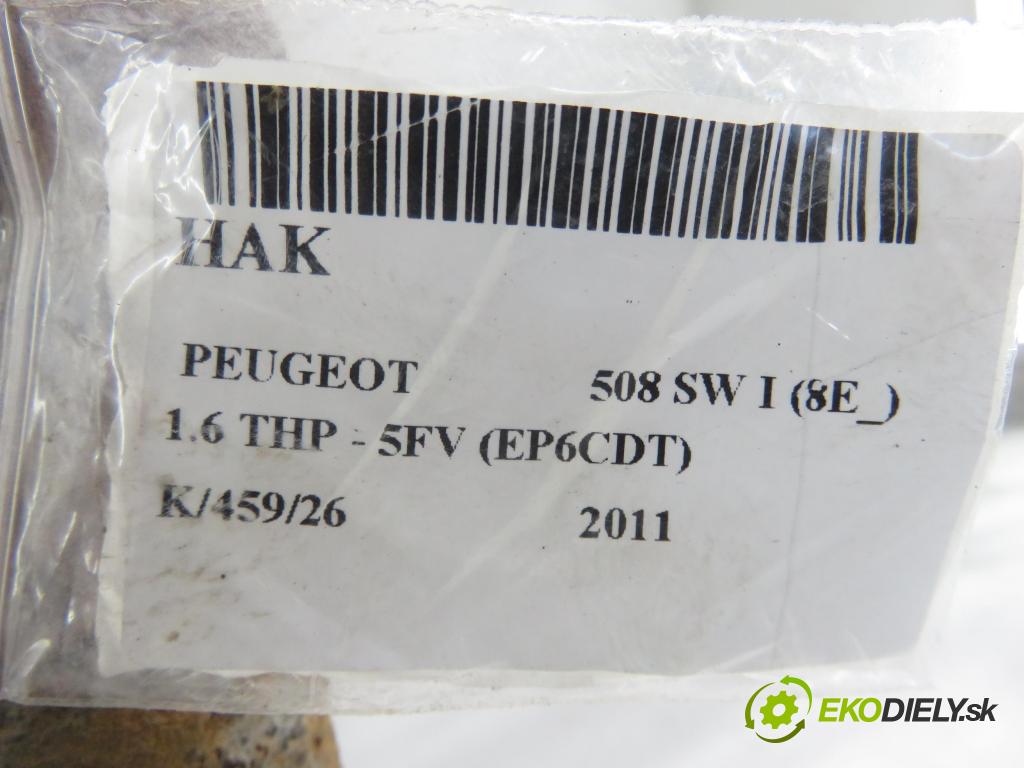 HAK
PEUGEOT 508 SW I (8E_)
1.6 THP - 5FV (EP6CDT)
K/459/26 2011
EKODIELY.sk